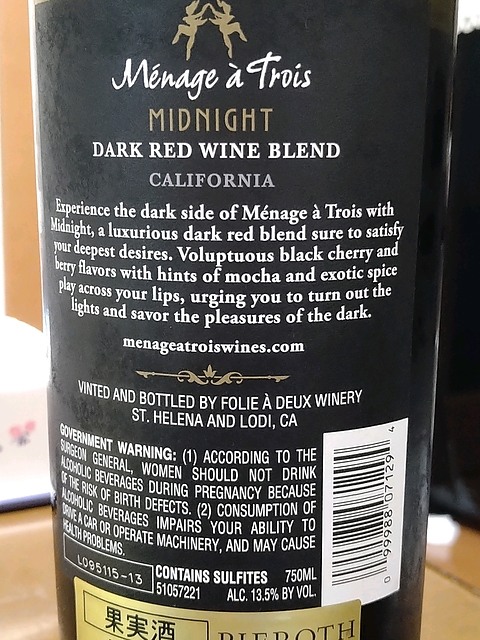 Ménage à Trois
MIDNIGHT
DARK RED WINE BLEND
CALIFORNIA
Experience the dark side of Ménage à Trois with
Midnight, a luxurious dark red blend sure to satisfy
your deepest desires. Voluptuous black cherry and
berry flavors with hints of mocha and exotic spice
play across your lips, urging you to turn out the
lights and savor the pleasures of the dark.
menageatroiswines.com
VINTED AND BOTTLED BY FOLIE À DEUX WINERY
ST. HELENA AND LODI, CA
GOVERNMENT WARNING: (1) ACCORDING TO THE
SURGEON GENERAL, WOMEN SHOULD NOT DRINK
ALCOHOLIC BEVERAGES DURING PREGNANCY BECAUSE
OF THE RISK OF BIRTH DEFECTS. (2) CONSUMPTION OF
ALCOHOLIC BEVERAGES IMPAIRS YOUR ABILITY TO
DRIVE A CAR OR OPERATE MACHINERY, AND MAY CAUSE
HEALTH PROBLEMS.
L096115-13
CONTAINS SULFITES 750ML
51057221 ALC. 13.5% BY VOL.
0 99988 07129 4
果実酒
PIEROTH